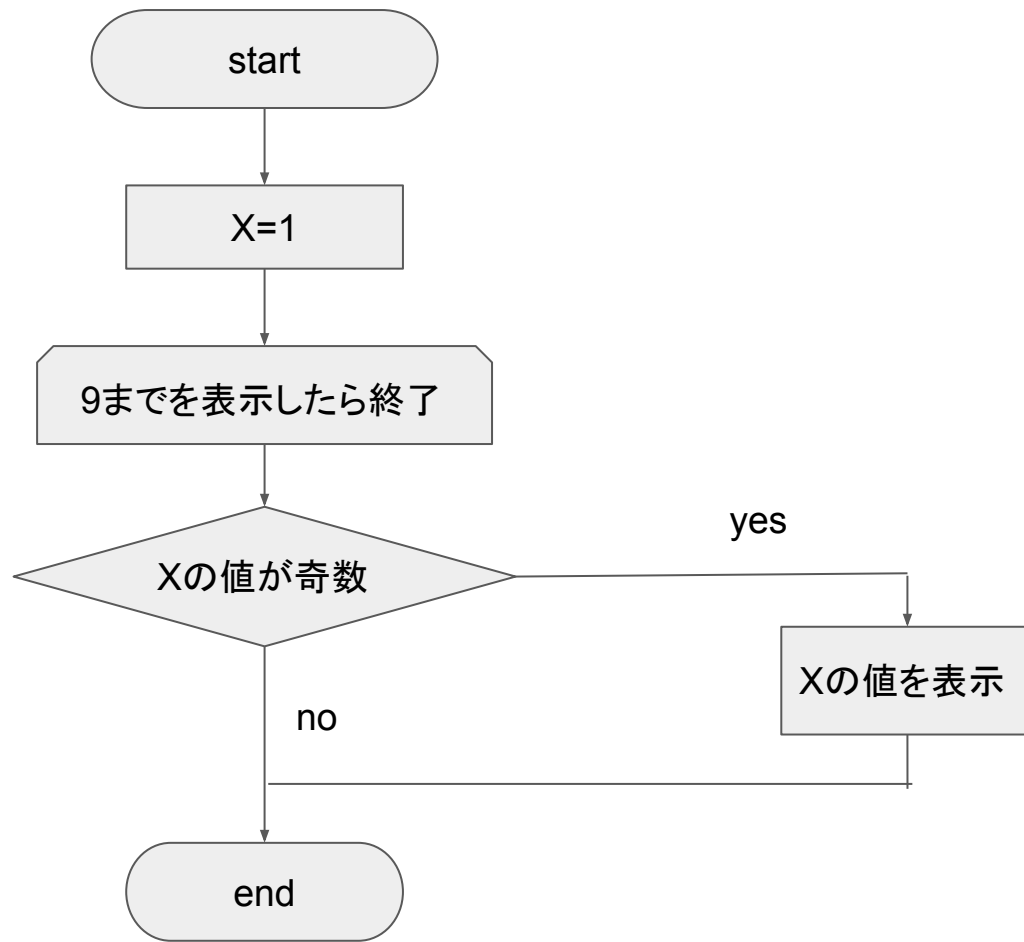 start
X=1
9までを表示したら終了
Xの値が奇数
yes
Xの値を表示
no
end